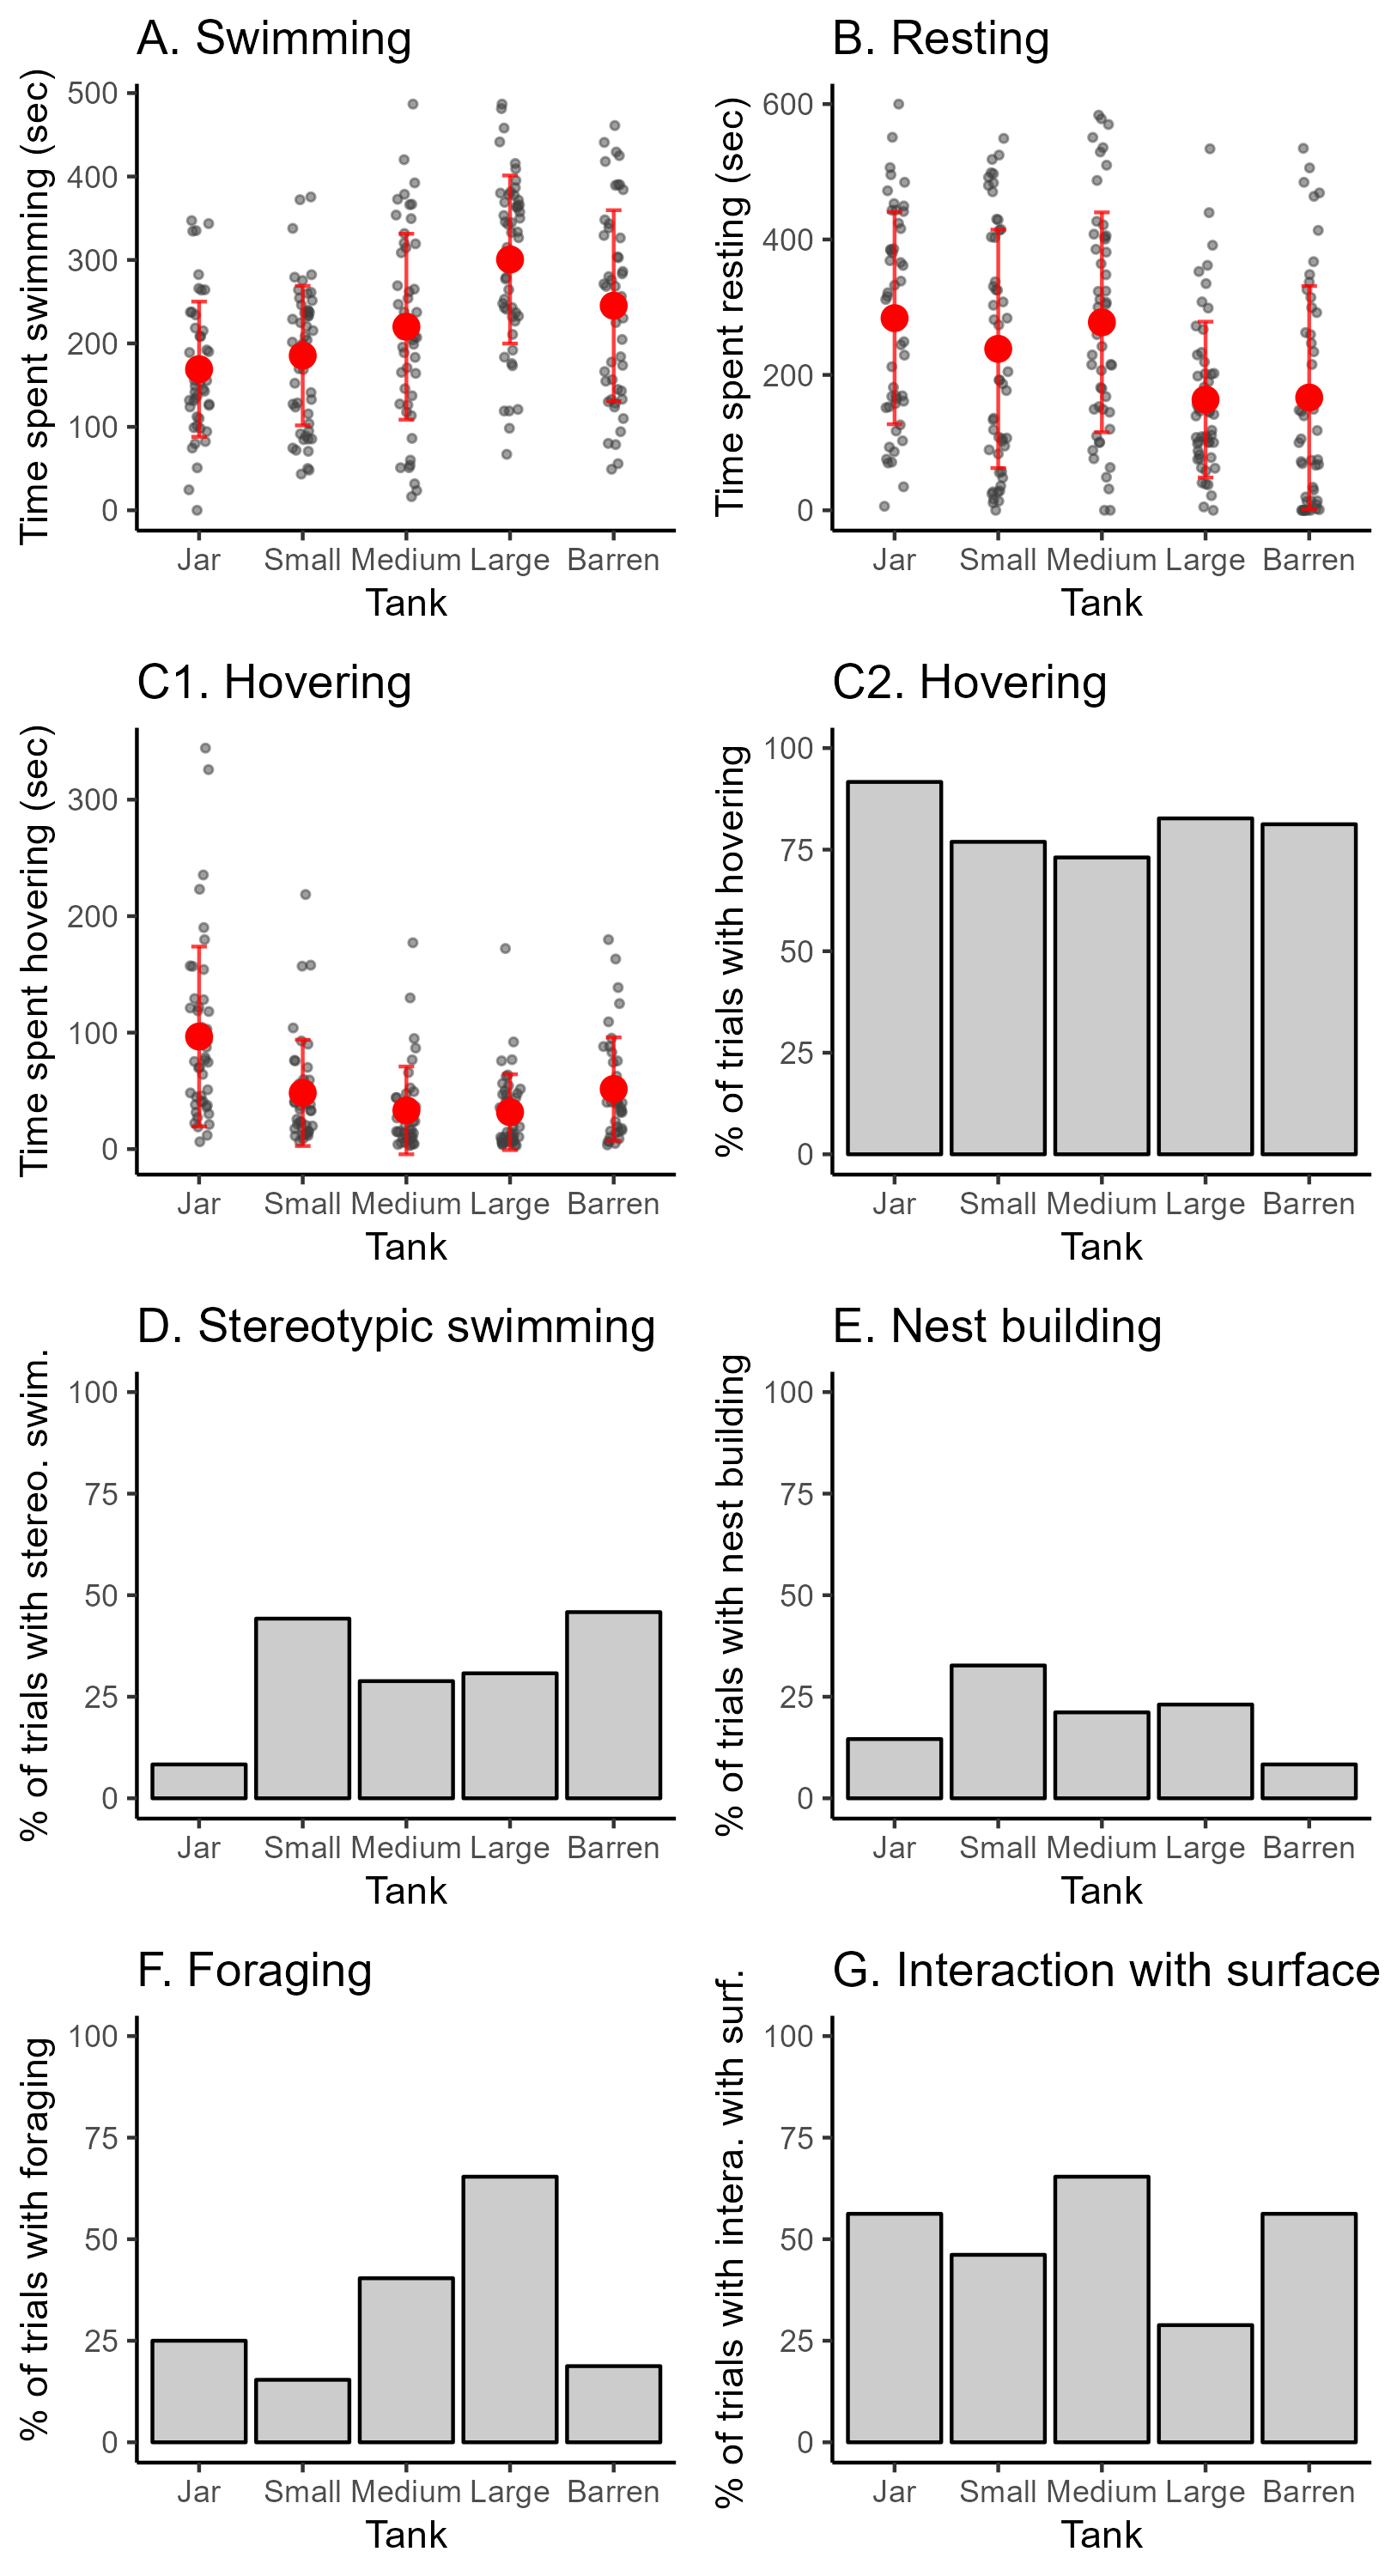 A. Swimming
Time spent swimming (sec)
500
400
300
200
100
0
Jar Small Medium Large Barren
Tank
B. Resting
Time spent resting (sec)
600
400
200
0
Jar Small Medium Large Barren
Tank
C1. Hovering
Time spent hovering (sec)
300
200
100
0
Jar Small Medium Large Barren
Tank
C2. Hovering
% of trials with hovering
100
75
50
25
0
Jar Small Medium Large Barren
Tank
D. Stereotypic swimming
% of trials with stereo. swim.
100
75
50
25
0
Jar Small Medium Large Barren
Tank
E. Nest building
% of trials with nest building
100
75
50
25
0
Jar Small Medium Large Barren
Tank
F. Foraging
% of trials with foraging
100
75
50
25
0
Jar Small Medium Large Barren
Tank
G. Interaction with surface
% of trials with intera. with surf.
100
75
50
25
0
Jar Small Medium Large Barren
Tank